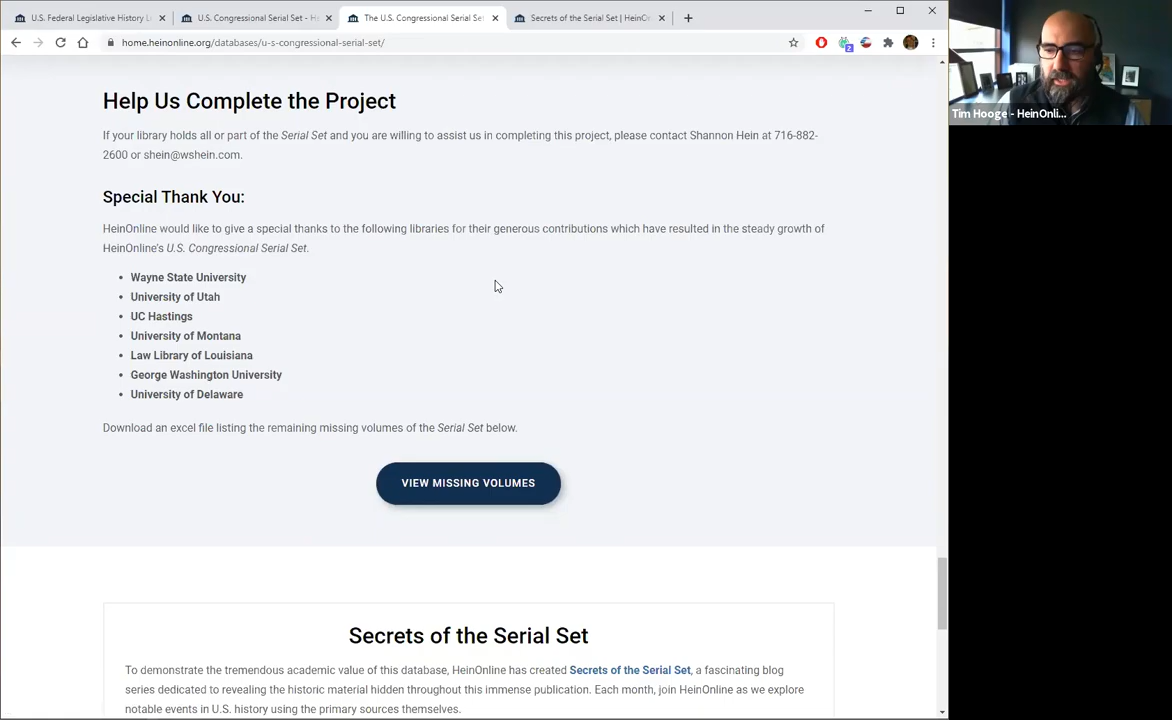 U.S. Federal Legislative History L
U.S. Congressional Serial Set - He
The U.S. Congressional Serial Set
Secrets of the Serial Set | HeinOn
home.heinonline.org/databases/u-s-congressional-serial-set/
2
Help Us Complete the Project
If your library holds all or part of the Serial Set and you are willing to assist us in completing this project, please contact Shannon Hein at 716-882-
2600 or shein@wshein.com.
Special Thank You:
HeinOnline would like to give a special thanks to the following libraries for their generous contributions which have resulted in the steady growth of
HeinOnline's U.S. Congressional Serial Set.
• Wayne State University
• University of Utah
• UC Hastings
• University of Montana
• Law Library of Louisiana
• George Washington University
• University of Delaware
Download an excel file listing the remaining missing volumes of the Serial Set below.
VIEW MISSING VOLUMES
Secrets of the Serial Set
To demonstrate the tremendous academic value of this database, HeinOnline has created Secrets of the Serial Set, a fascinating blog
series dedicated to revealing the historic material hidden throughout this immense publication. Each month, join HeinOnline as we explore
notable events in U.S. history using the primary sources themselves.
Tim Hooge - HeinOnli...